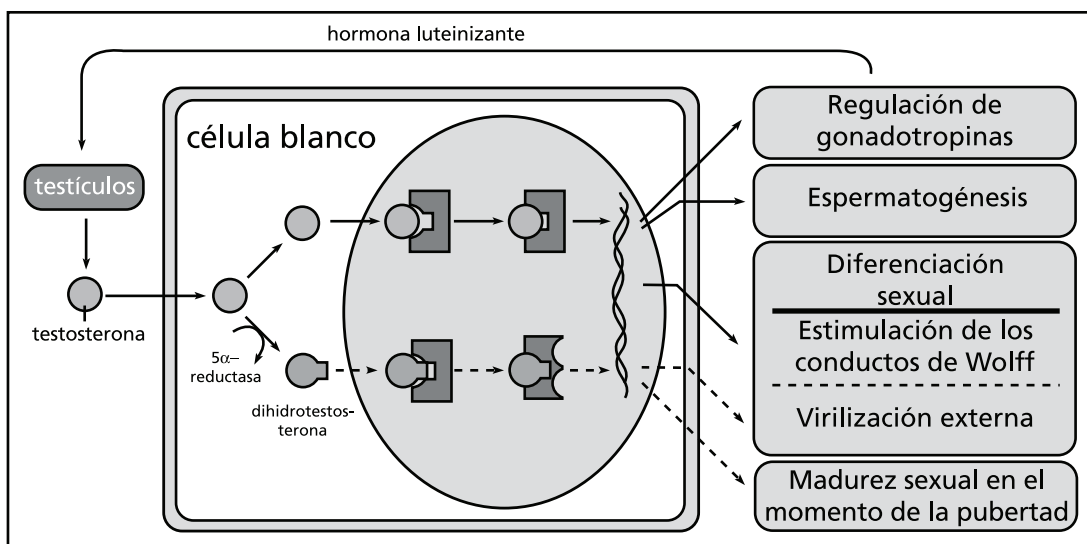 hormona luteinizante
célula blanco
testículos
testosterona
5α–
reductasa
dihidrotestos-
terona
Regulación de
gonadotropinas
Espermatogénesis
Diferenciación
sexual
Estimulación de los
conductos de Wolff
Virilización externa
Madurez sexual en el
momento de la pubertad